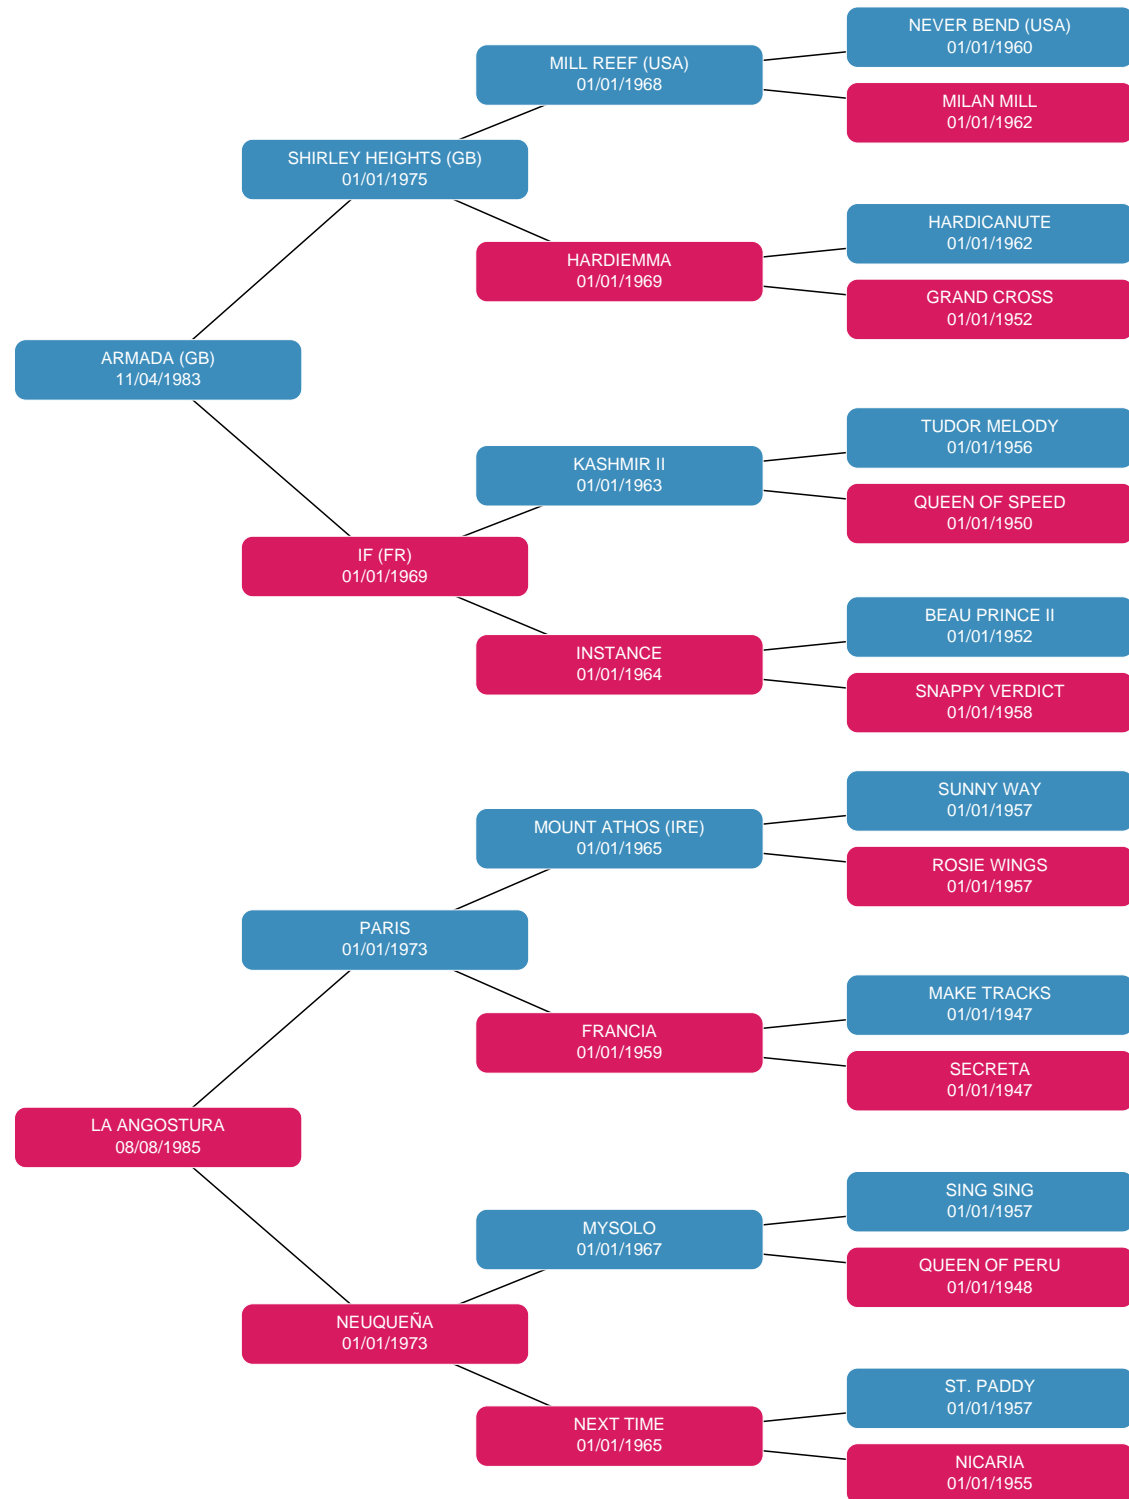 NEVER BEND (USA)
01/01/1960
MILL REEF (USA)
01/01/1968
MILAN MILL
01/01/1962
SHIRLEY HEIGHTS (GB)
01/01/1975
HARDICANUTE
01/01/1962
HARDIEMMA
01/01/1969
GRAND CROSS
01/01/1952
ARMADA (GB)
11/04/1983
TUDOR MELODY
01/01/1956
KASHMIR II
01/01/1963
QUEEN OF SPEED
01/01/1950
IF (FR)
01/01/1969
BEAU PRINCE II
01/01/1952
INSTANCE
01/01/1964
SNAPPY VERDICT
01/01/1958
SUNNY WAY
01/01/1957
MOUNT ATHOS (IRE)
01/01/1965
ROSIE WINGS
01/01/1957
PARIS
01/01/1973
MAKE TRACKS
01/01/1947
FRANCIA
01/01/1959
SECRETA
01/01/1947
LA ANGOSTURA
08/08/1985
SING SING
01/01/1957
MYSOLO
01/01/1967
QUEEN OF PERU
01/01/1948
NEUQUEÑA
01/01/1973
ST. PADDY
01/01/1957
NEXT TIME
01/01/1965
NICARIA
01/01/1955